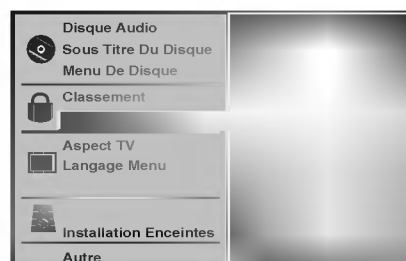 Disque Audio
Sous Titre Du Disque
Menu De Disque
Classement
Aspect TV
Langage Menu
Installation Enceintes
Autre